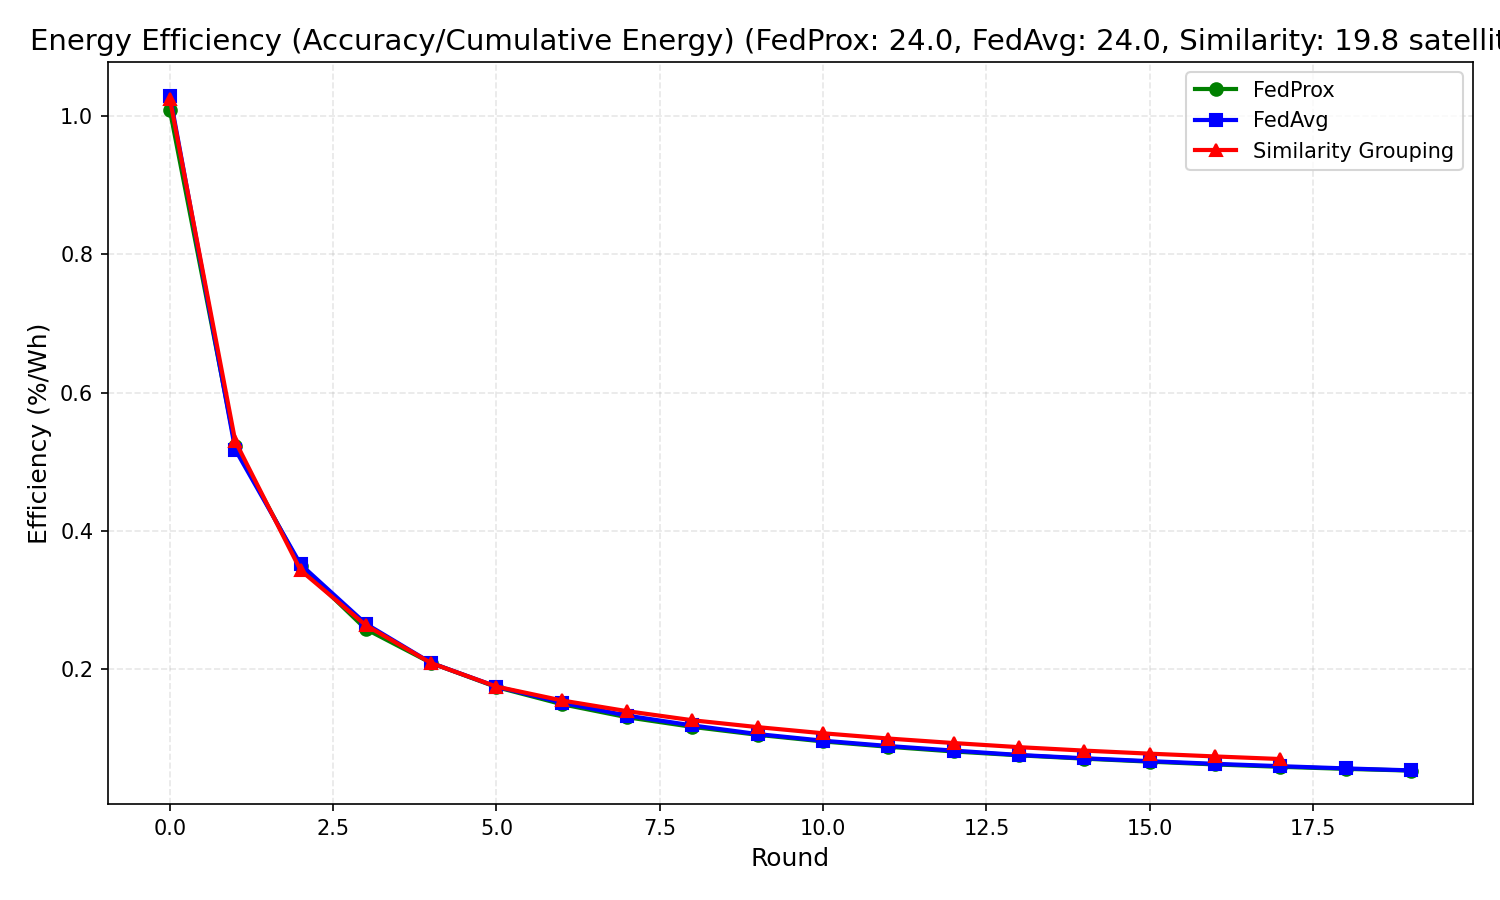 Energy Efficiency (Accuracy/Cumulative Energy) (FedProx: 24.0, FedAvg: 24.0, Similarity: 19.8 satellit
FedProx
FedAvg
Similarity Grouping
Efficiency (%/Wh)
1.0
0.8
0.6
0.4
0.2
0.0 2.5 5.0 7.5 10.0 12.5 15.0 17.5
Round